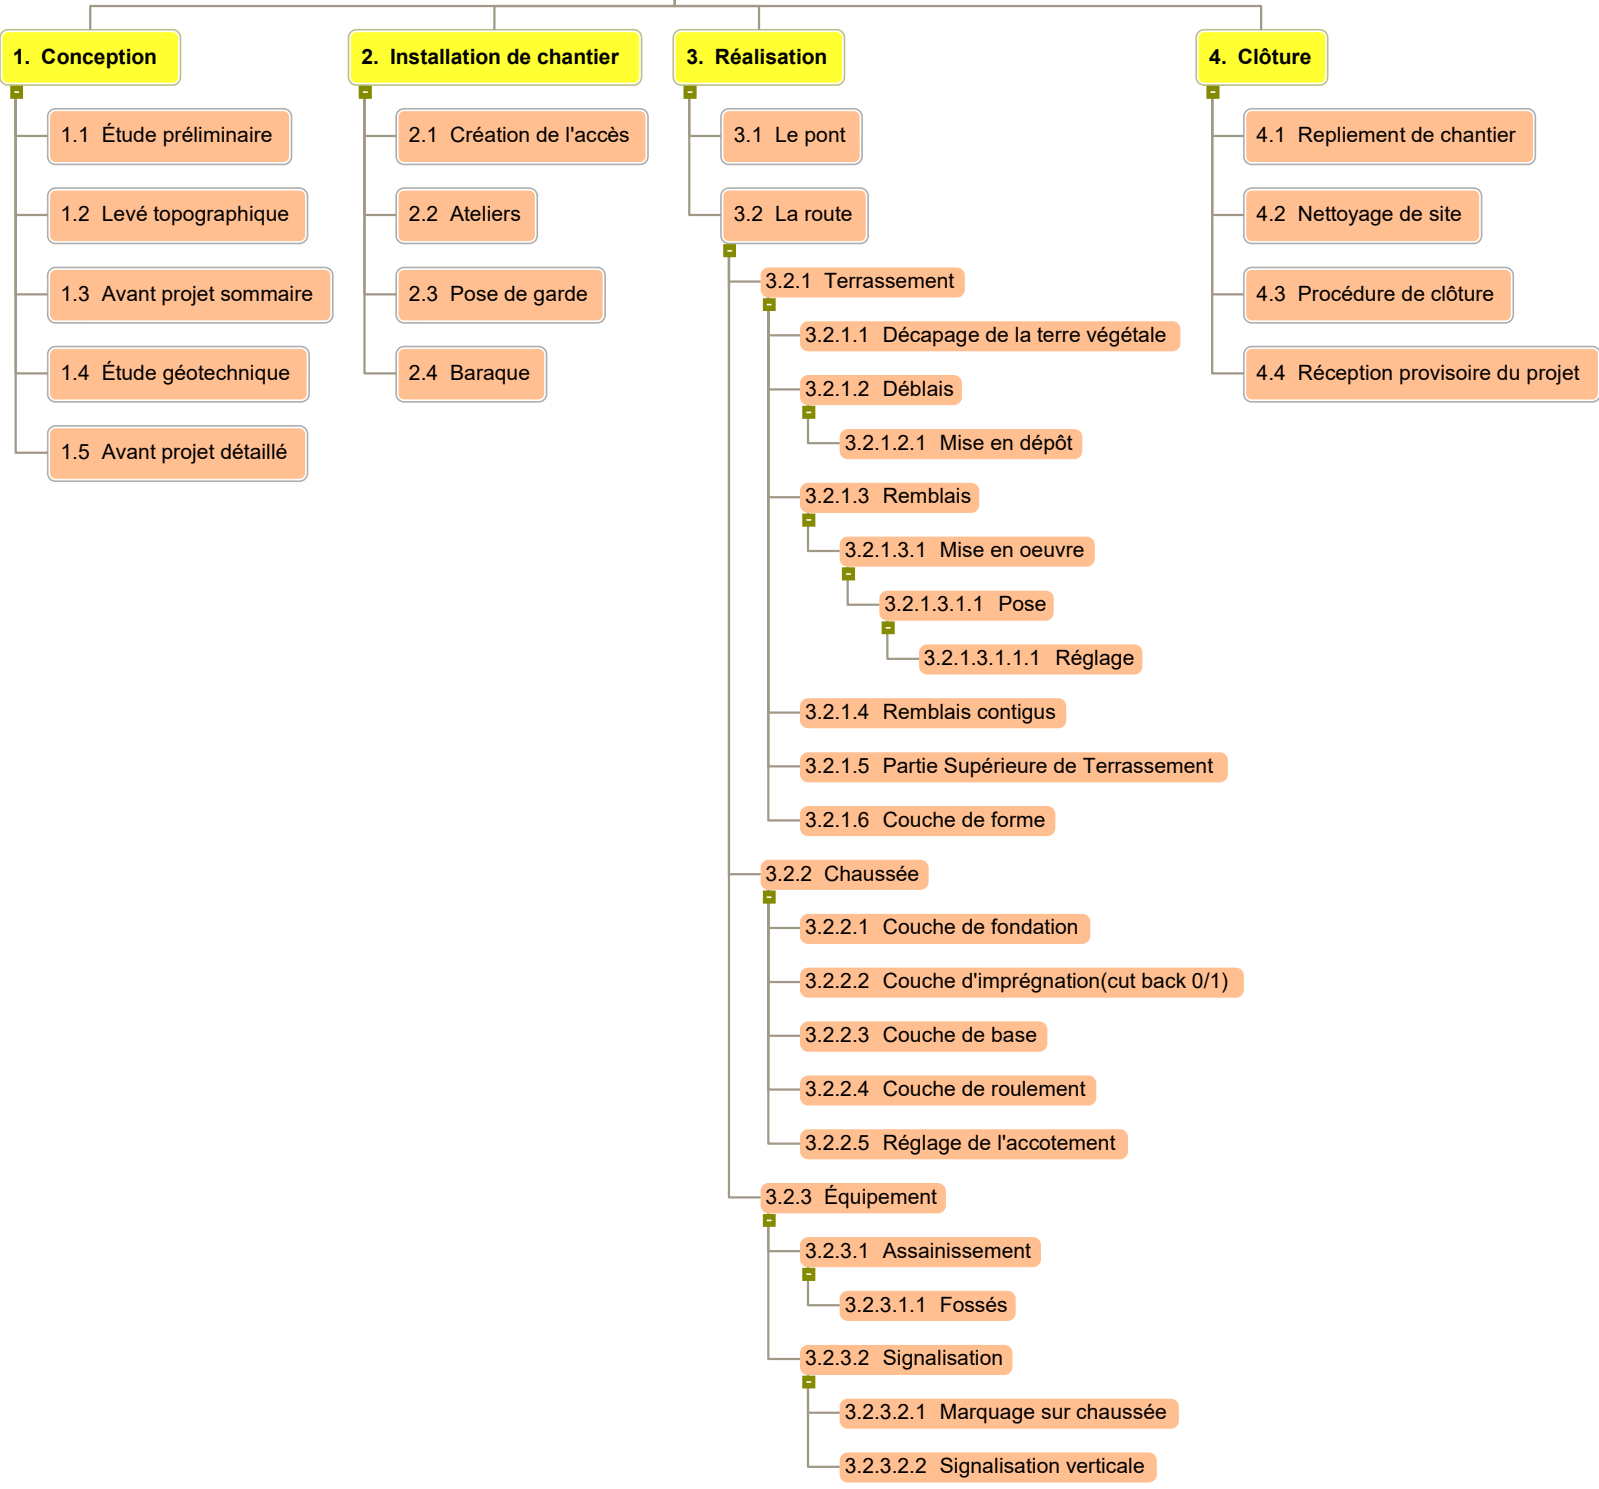 1. Conception
1.1 Étude préliminaire
1.2 Levé topographique
1.3 Avant projet sommaire
1.4 Étude géotechnique
1.5 Avant projet détaillé
2. Installation de chantier
2.1 Création de l'accès
2.2 Ateliers
2.3 Pose de garde
2.4 Baraque
3. Réalisation
3.1 Le pont
3.2 La route
3.2.1 Terrassement
3.2.1.1 Décapage de la terre végétale
3.2.1.2 Déblais
3.2.1.2.1 Mise en dépôt
3.2.1.3 Remblais
3.2.1.3.1 Mise en oeuvre
3.2.1.3.1.1 Pose
3.2.1.3.1.1.1 Réglage
3.2.1.4 Remblais contigus
3.2.1.5 Partie Supérieure de Terrassement
3.2.1.6 Couche de forme
3.2.2 Chaussée
3.2.2.1 Couche de fondation
3.2.2.2 Couche d'imprégnation(cut back 0/1)
3.2.2.3 Couche de base
3.2.2.4 Couche de roulement
3.2.2.5 Réglage de l'accotement
3.2.3 Équipement
3.2.3.1 Assainissement
3.2.3.1.1 Fossés
3.2.3.2 Signalisation
3.2.3.2.1 Marquage sur chaussée
3.2.3.2.2 Signalisation verticale
4. Clôture
4.1 Repliement de chantier
4.2 Nettoyage de site
4.3 Procédure de clôture
4.4 Réception provisoire du projet